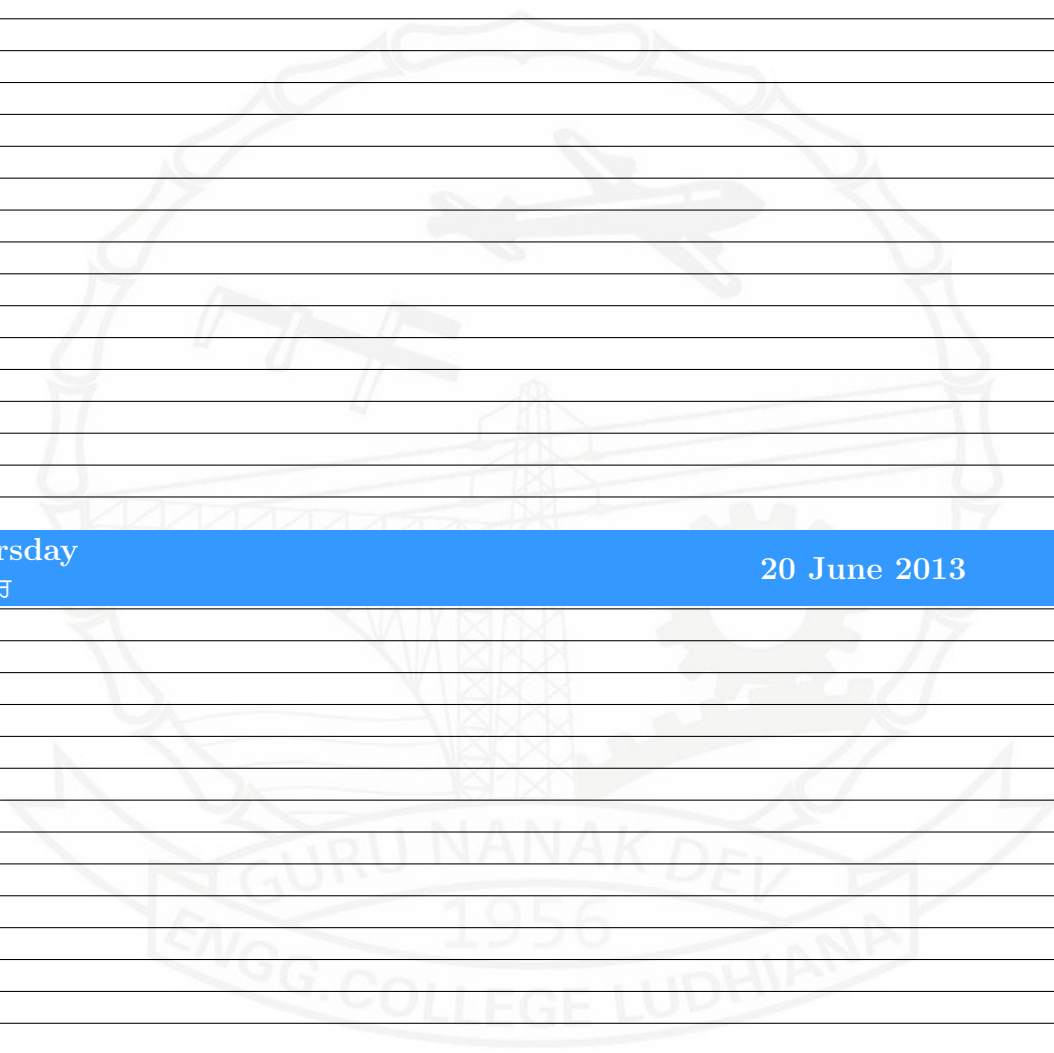 rsday
ਰ
20 June 2013
GURU NANAK DEV
1956
ENGG.COLLEGE LUDHIANA